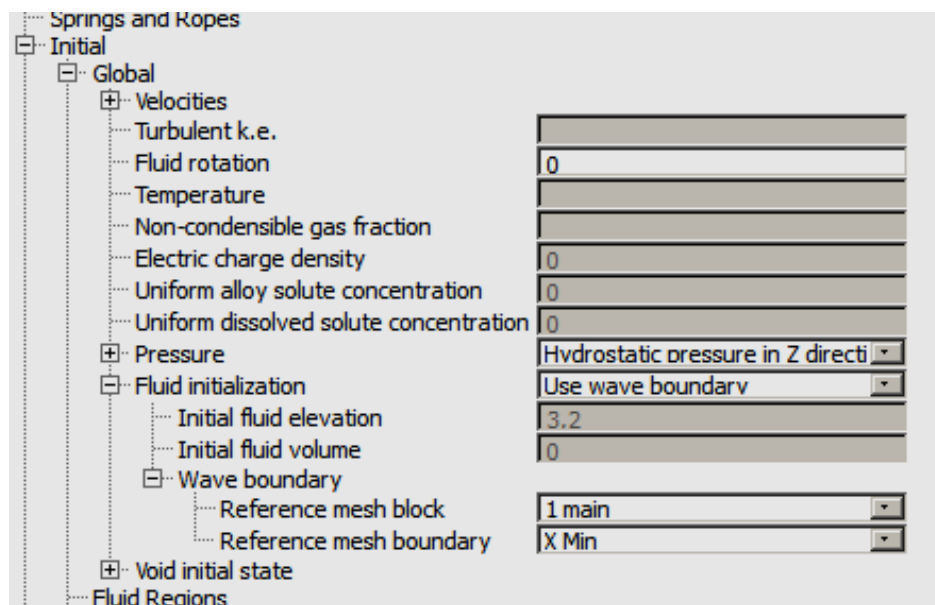 Springs and Ropes
Initial
Global
Velocities
Turbulent k.e.
Fluid rotation 0
Temperature
Non-condensible gas fraction
Electric charge density 0
Uniform alloy solute concentration 0
Uniform dissolved solute concentration 0
Pressure Hydrostatic pressure in Z directi
Fluid initialization Use wave boundary
Initial fluid elevation 3.2
Initial fluid volume 0
Wave boundary
Reference mesh block 1 main
Reference mesh boundary X Min
Void initial state
Fluid Regions